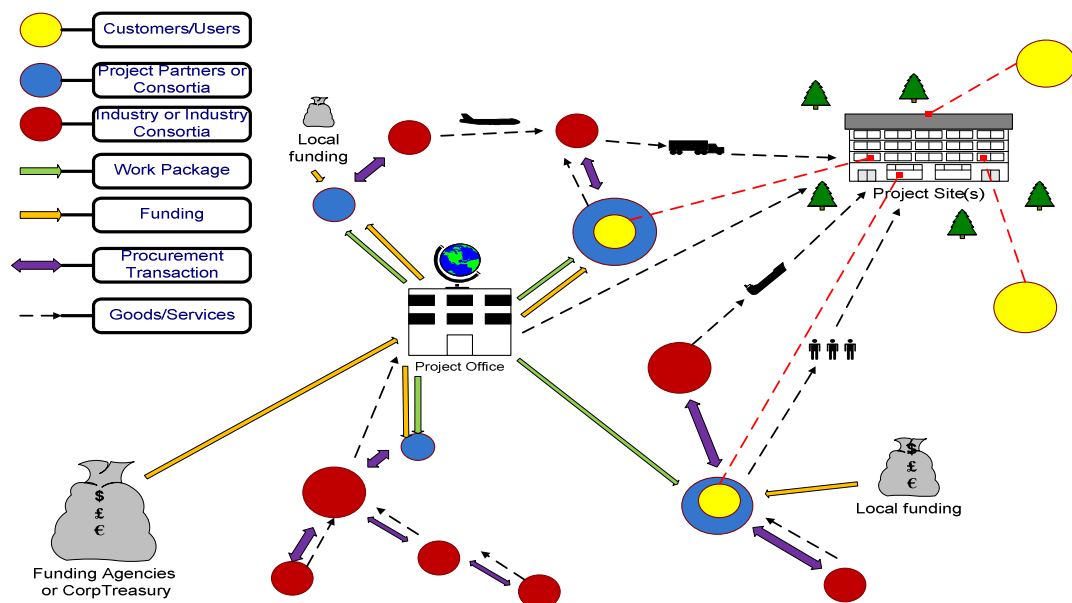 Customers/Users
Project Partners or
Consortia
Industry or Industry
Consortia
Work Package
Funding
Procurement
Transaction
Goods/Services
Local
funding
Project Site(s)
Project Office
$
£
€
Funding Agencies
or CorpTreasury
$
£
€
Local funding